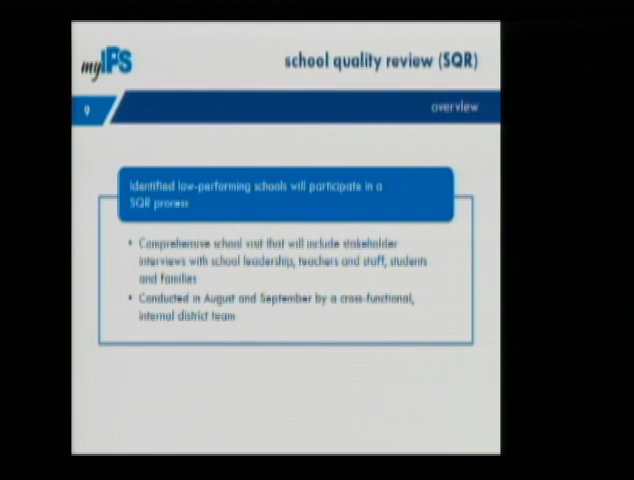 myIPS
school quality review (SQR)
9
overview
Identified low-performing schools will participate in a
SQR process
• Comprehensive school visit that will include stakeholder
interviews with school leadership, teachers and staff, students
and families
• Conducted in August and September by a cross-functional,
internal district team